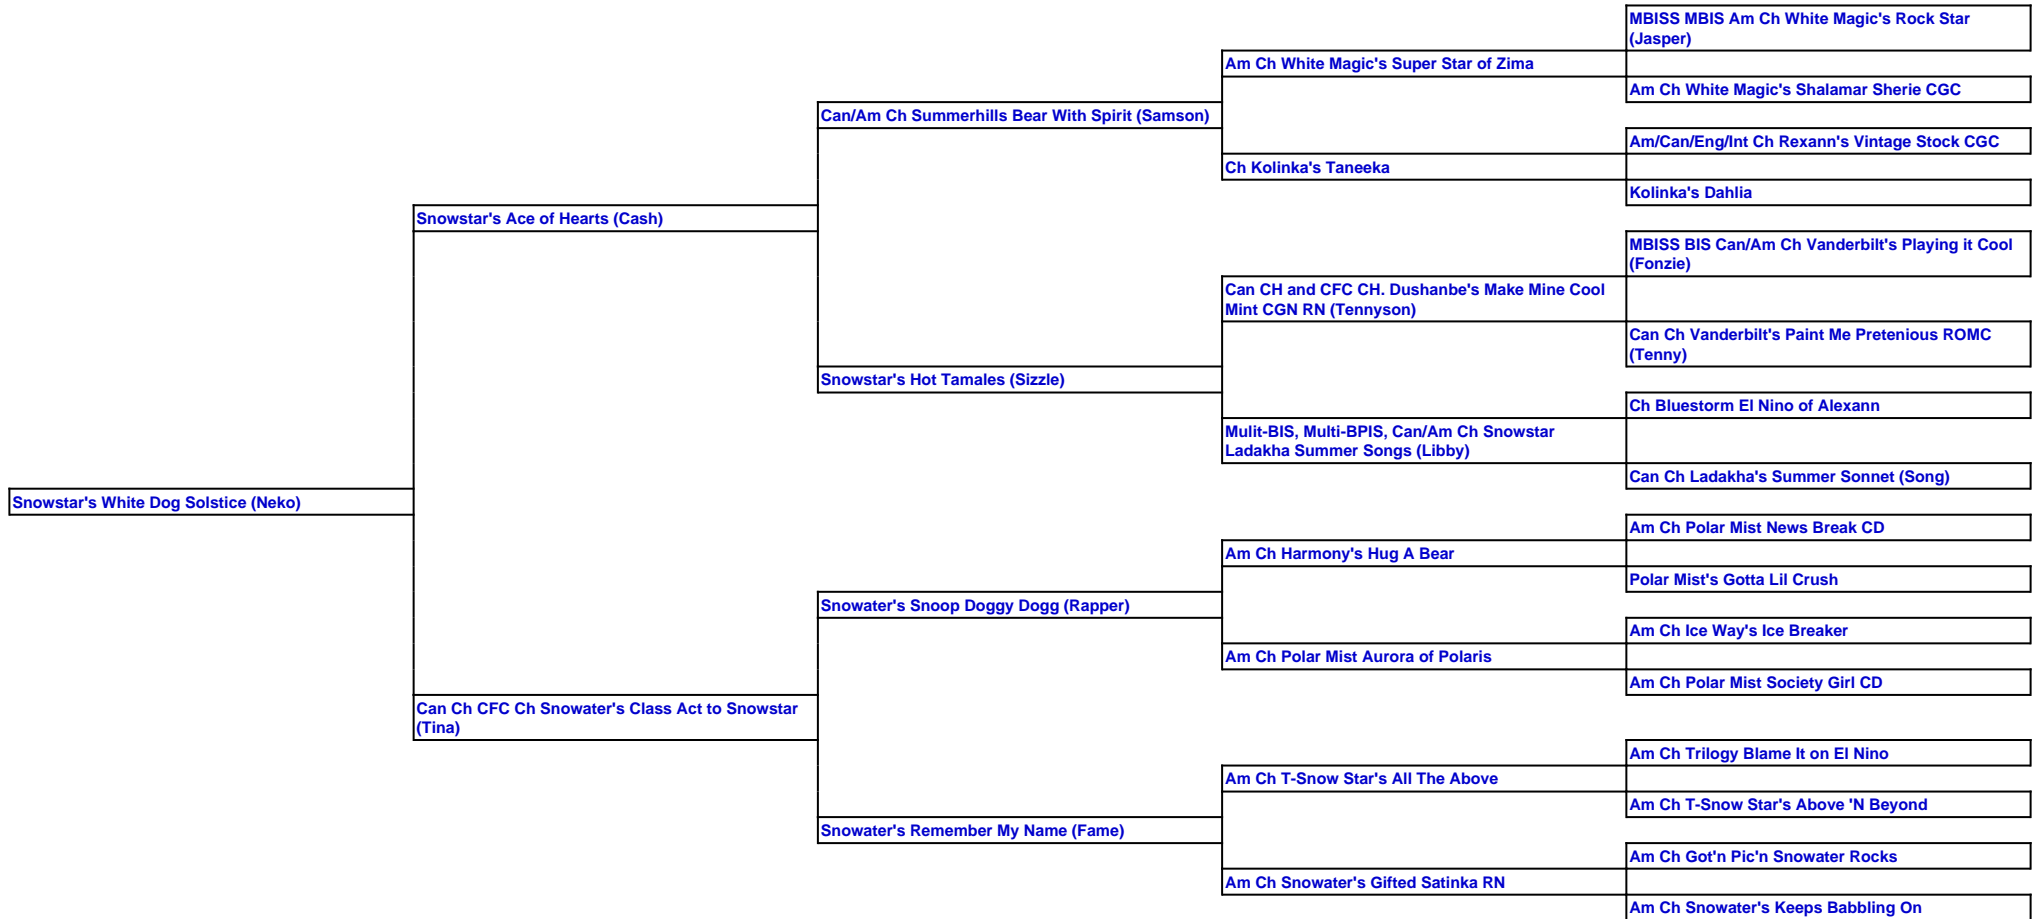 MBISS MBIS Am Ch White Magic's Rock Star
(Jasper)
Am Ch White Magic's Super Star of Zima
Am Ch White Magic's Shalamar Sherie CGC
Can/Am Ch Summerhills Bear With Spirit (Samson)
Am/Can/Eng/Int Ch Rexann's Vintage Stock CGC
Ch Kolinka's Taneeka
Kolinka's Dahlia
Snowstar's Ace of Hearts (Cash)
MBISS BIS Can/Am Ch Vanderbilt's Playing it Cool
(Fonzie)
Can CH and CFC CH. Dushanbe's Make Mine Cool
Mint CGN RN (Tennyson)
Can Ch Vanderbilt's Paint Me Pretenious ROMC
(Tenny)
Snowstar's Hot Tamales (Sizzle)
Ch Bluestorm El Nino of Alexann
Mulit-BIS, Multi-BPIS, Can/Am Ch Snowstar
Ladakha Summer Songs (Libby)
Can Ch Ladakha's Summer Sonnet (Song)
Snowstar's White Dog Solstice (Neko)
Am Ch Polar Mist News Break CD
Am Ch Harmony's Hug A Bear
Polar Mist's Gotta Lil Crush
Snowater's Snoop Doggy Dogg (Rapper)
Am Ch Ice Way's Ice Breaker
Am Ch Polar Mist Aurora of Polaris
Am Ch Polar Mist Society Girl CD
Can Ch CFC Ch Snowater's Class Act to Snowstar
(Tina)
Am Ch Trilogy Blame It on El Nino
Am Ch T-Snow Star's All The Above
Am Ch T-Snow Star's Above 'N Beyond
Snowater's Remember My Name (Fame)
Am Ch Got'n Pic'n Snowater Rocks
Am Ch Snowater's Gifted Satinka RN
Am Ch Snowater's Keeps Babbling On